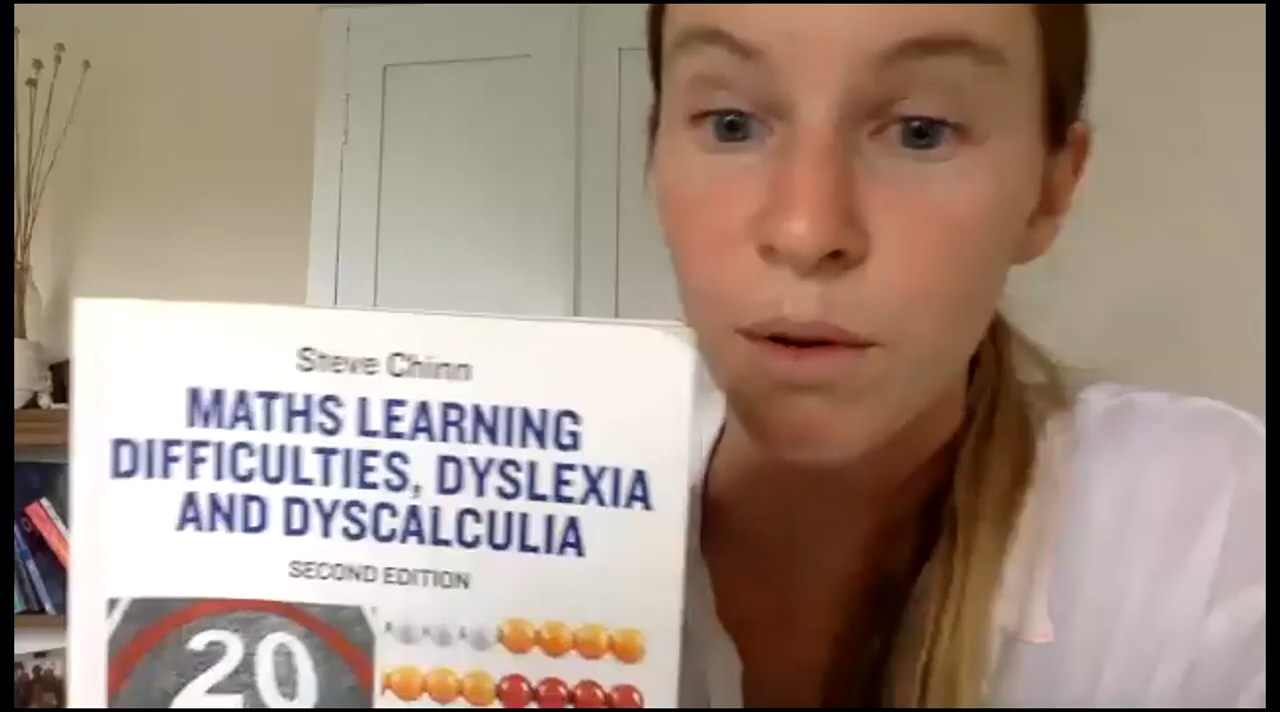 Steve Chinn
MATHS LEARNING
DIFFICULTIES, DYSLEXIA
AND DYSCALCULIA
SECOND EDITION
20